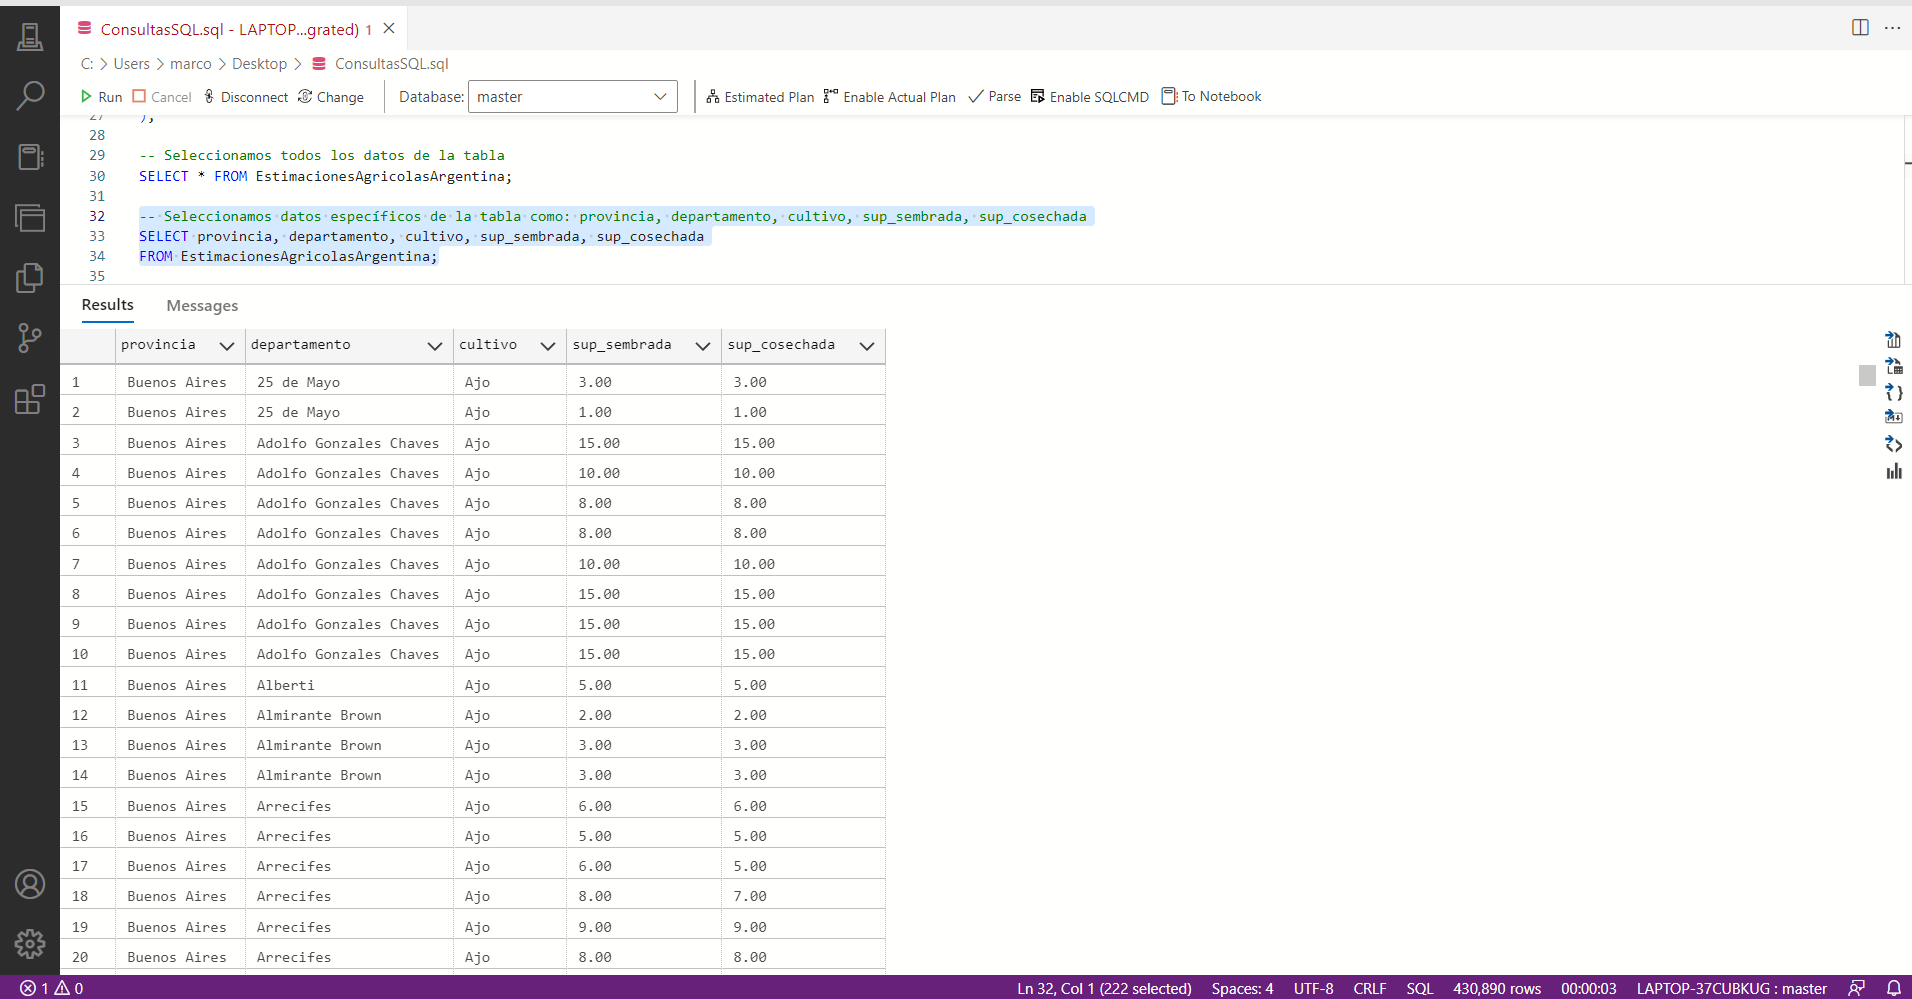 ConsultasSQL.sql - LAPTOP...grated) 1
C: > Users > marco > Desktop > ConsultasSQL.sql
Run Cancel Disconnect Change Database: master Estimated Plan Enable Actual Plan Parse Enable SQLCMD To Notebook
27 );
28
29 -- Seleccionamos todos los datos de la tabla
30 SELECT * FROM EstimacionesAgricolasArgentina;
31
32 -- Seleccionamos datos específicos de la tabla como: provincia, departamento, cultivo, sup_sembrada, sup_cosechada
33 SELECT provincia, departamento, cultivo, sup_sembrada, sup_cosechada
34 FROM EstimacionesAgricolasArgentina;
35
Results Messages
provincia departamento cultivo sup_sembrada sup_cosechada
1 Buenos Aires 25 de Mayo Ajo 3.00 3.00
2 Buenos Aires 25 de Mayo Ajo 1.00 1.00
3 Buenos Aires Adolfo Gonzales Chaves Ajo 15.00 15.00
4 Buenos Aires Adolfo Gonzales Chaves Ajo 10.00 10.00
5 Buenos Aires Adolfo Gonzales Chaves Ajo 8.00 8.00
6 Buenos Aires Adolfo Gonzales Chaves Ajo 8.00 8.00
7 Buenos Aires Adolfo Gonzales Chaves Ajo 10.00 10.00
8 Buenos Aires Adolfo Gonzales Chaves Ajo 15.00 15.00
9 Buenos Aires Adolfo Gonzales Chaves Ajo 15.00 15.00
10 Buenos Aires Adolfo Gonzales Chaves Ajo 15.00 15.00
11 Buenos Aires Alberti Ajo 5.00 5.00
12 Buenos Aires Almirante Brown Ajo 2.00 2.00
13 Buenos Aires Almirante Brown Ajo 3.00 3.00
14 Buenos Aires Almirante Brown Ajo 3.00 3.00
15 Buenos Aires Arrecifes Ajo 6.00 6.00
16 Buenos Aires Arrecifes Ajo 5.00 5.00
17 Buenos Aires Arrecifes Ajo 6.00 5.00
18 Buenos Aires Arrecifes Ajo 8.00 7.00
19 Buenos Aires Arrecifes Ajo 9.00 9.00
20 Buenos Aires Arrecifes Ajo 8.00 8.00
1 0 Ln 32, Col 1 (222 selected) Spaces: 4 UTF-8 CRLF SQL 430,890 rows 00:00:03 LAPTOP-37CUBKUG : master